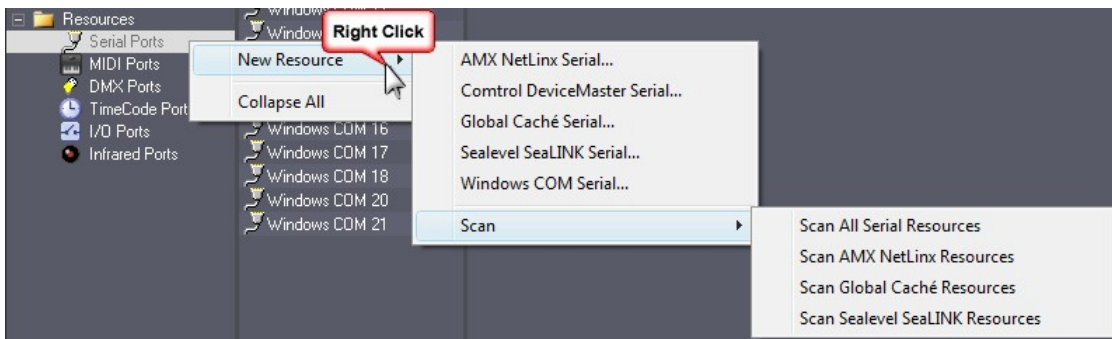 Resources
Serial Ports
MIDI Ports
DMX Ports
TimeCode Port
I/O Ports
Infrared Ports
Window
Windows COM 16
Windows COM 17
Windows COM 18
Windows COM 20
Windows COM 21
Right Click
New Resource
Collapse All
AMX NetLinx Serial...
Comtrol DeviceMaster Serial...
Global Caché Serial...
Sealevel SeaLINK Serial...
Windows COM Serial...
Scan
Scan All Serial Resources
Scan AMX NetLinx Resources
Scan Global Caché Resources
Scan Sealevel SeaLINK Resources